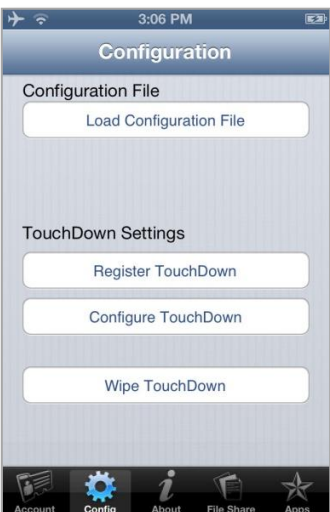 3:06 PM
Configuration
Configuration File
Load Configuration File
TouchDown Settings
Register TouchDown
Configure TouchDown
Wipe TouchDown
Account Config About File Share Apps